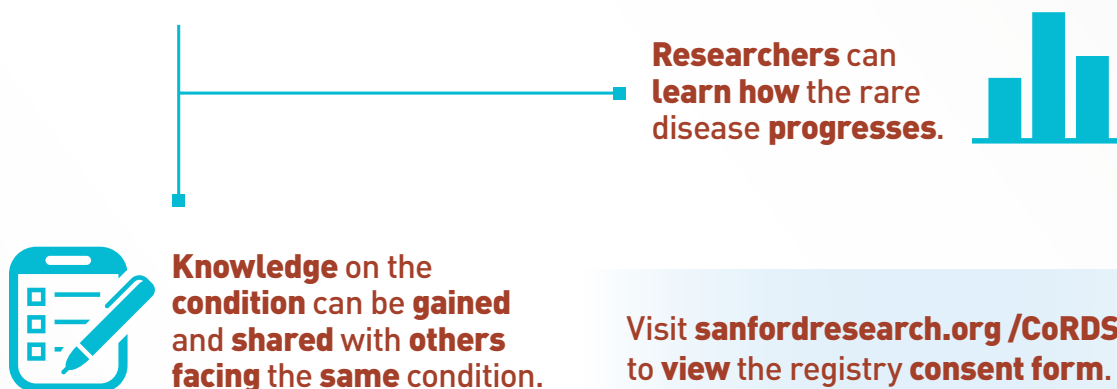 Researchers can
learn how the rare
disease progresses.
Knowledge on the
condition can be gained
and shared with others
facing the same condition.
Visit sanfordresearch.org /CoRDS
to view the registry consent form.